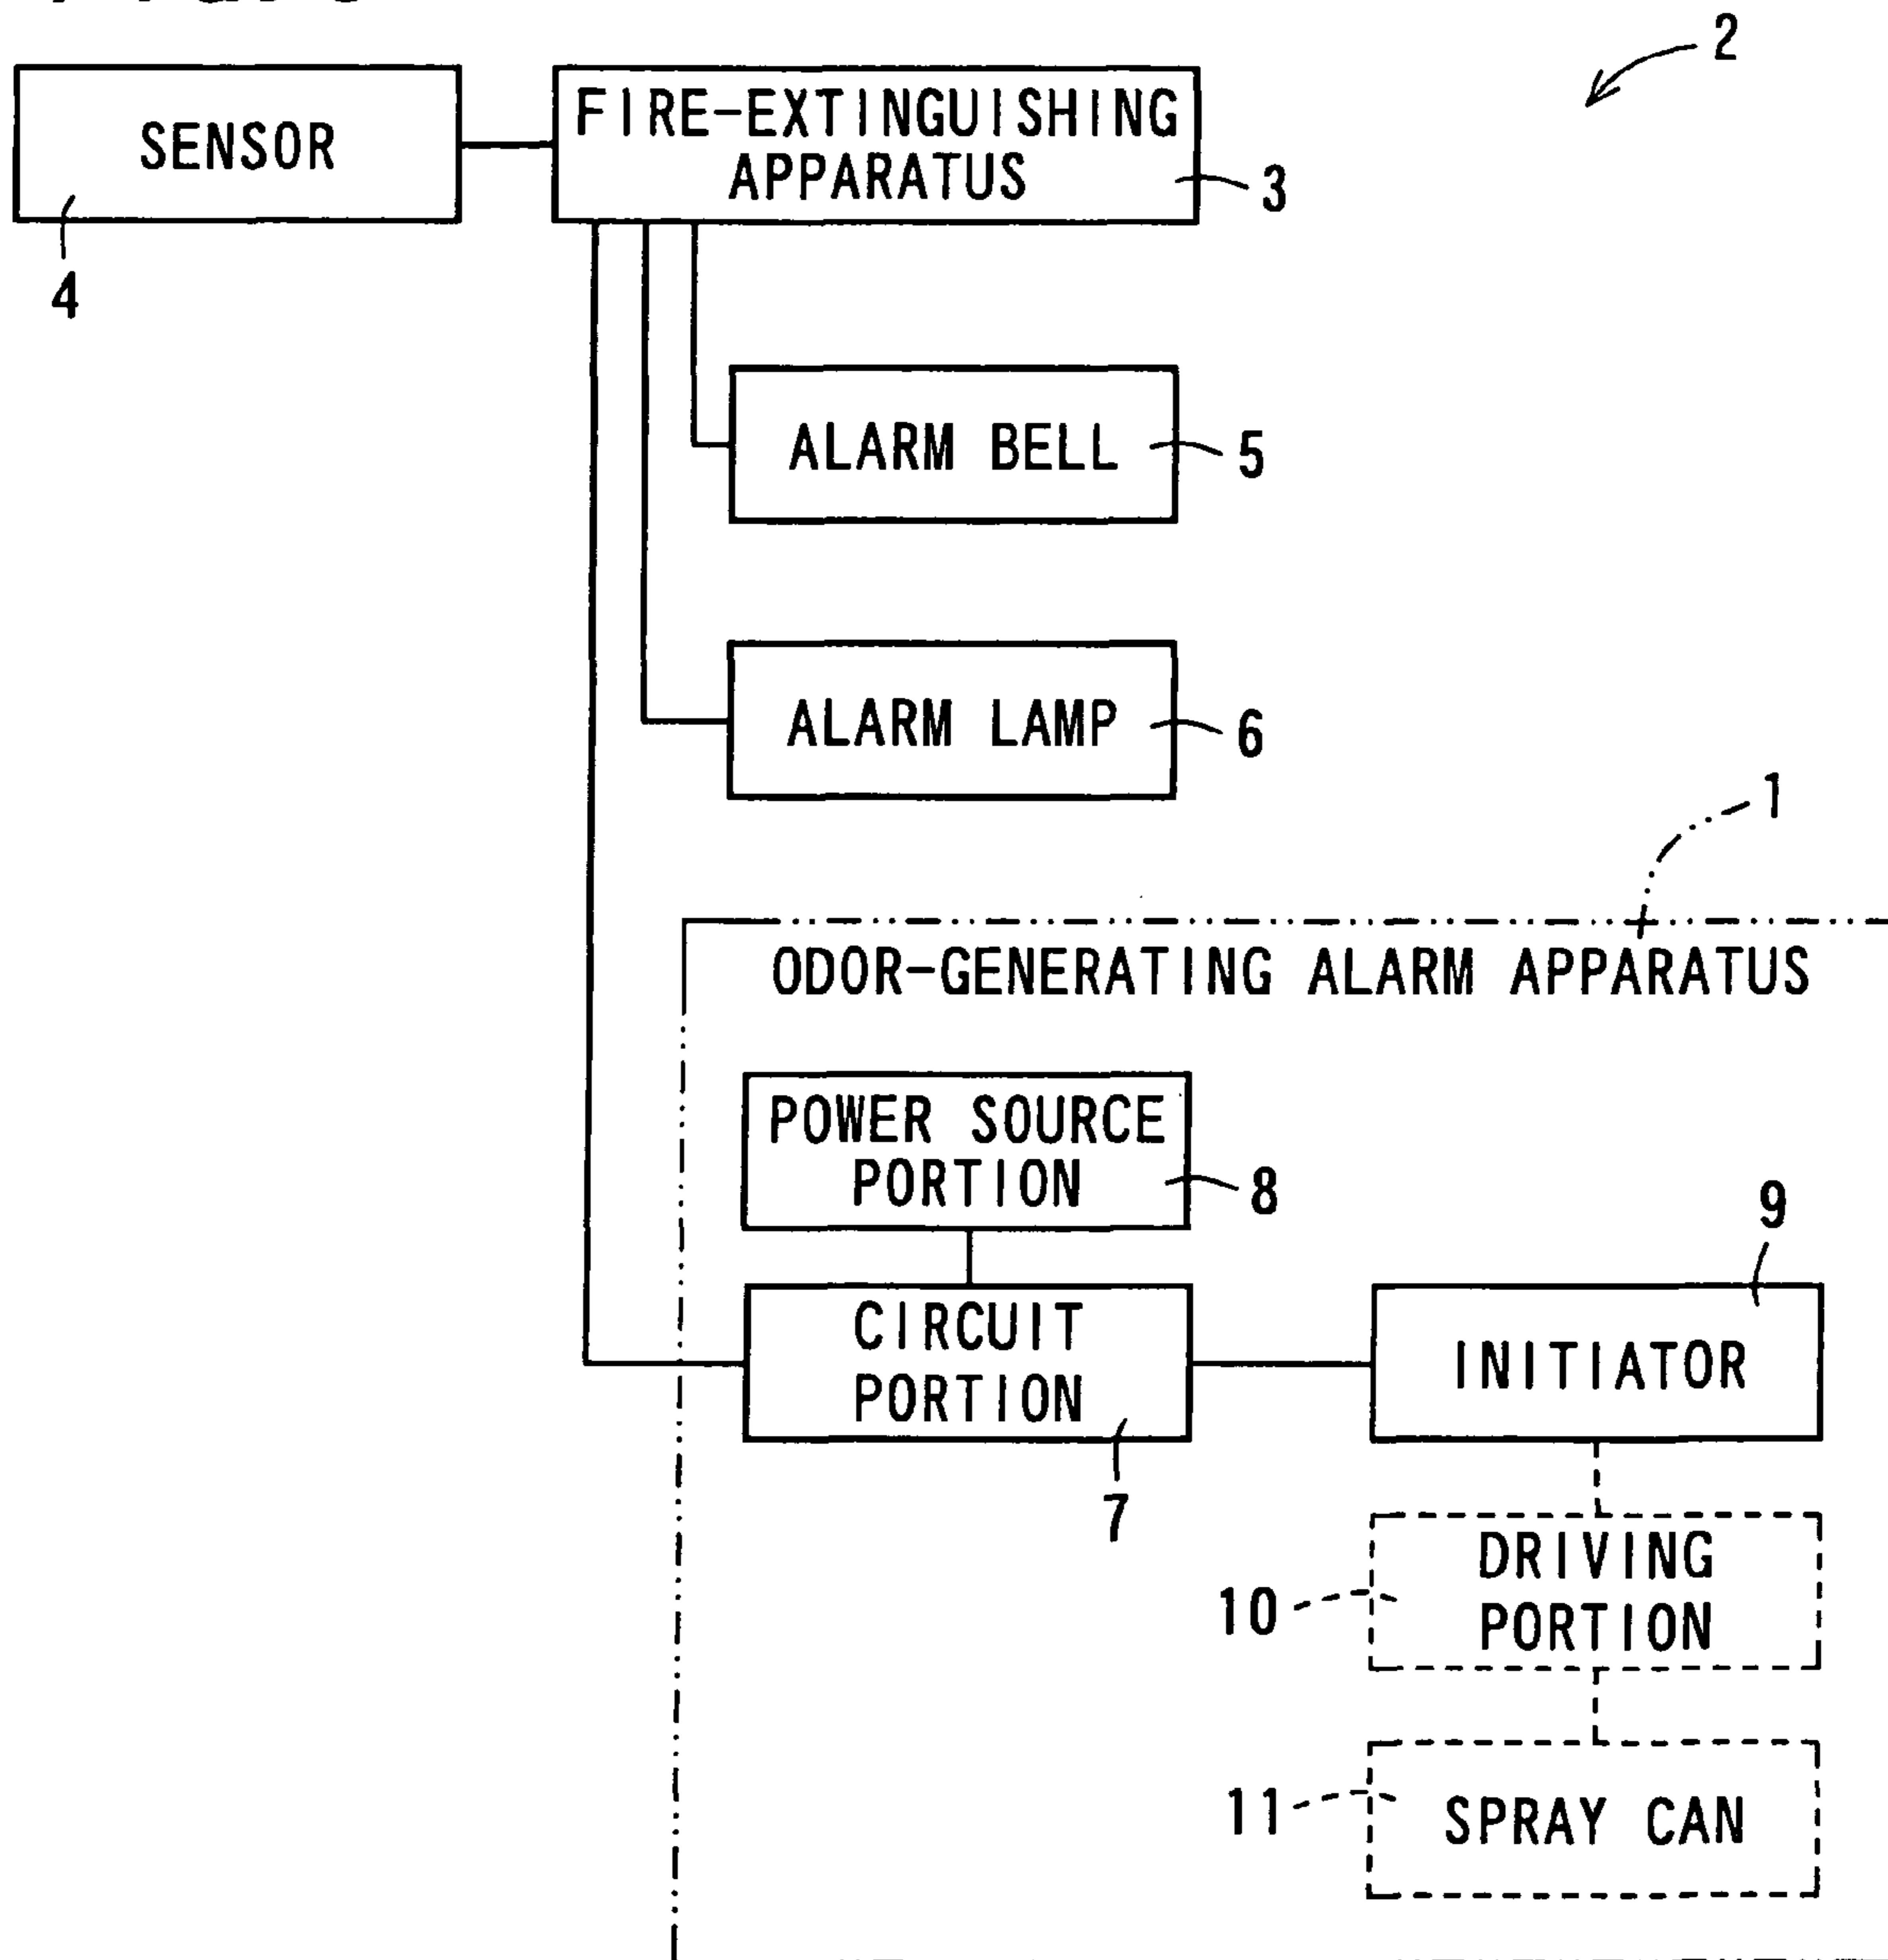 2
SENSOR
FIRE-EXTINGUISHING
APPARATUS
3
4
ALARM BELL
5
ALARM LAMP
6
1
ODOR-GENERATING ALARM APPARATUS
POWER SOURCE
PORTION
8
9
CIRCUIT
PORTION
INITIATOR
7
DRIVING
PORTION
10
SPRAY CAN
11